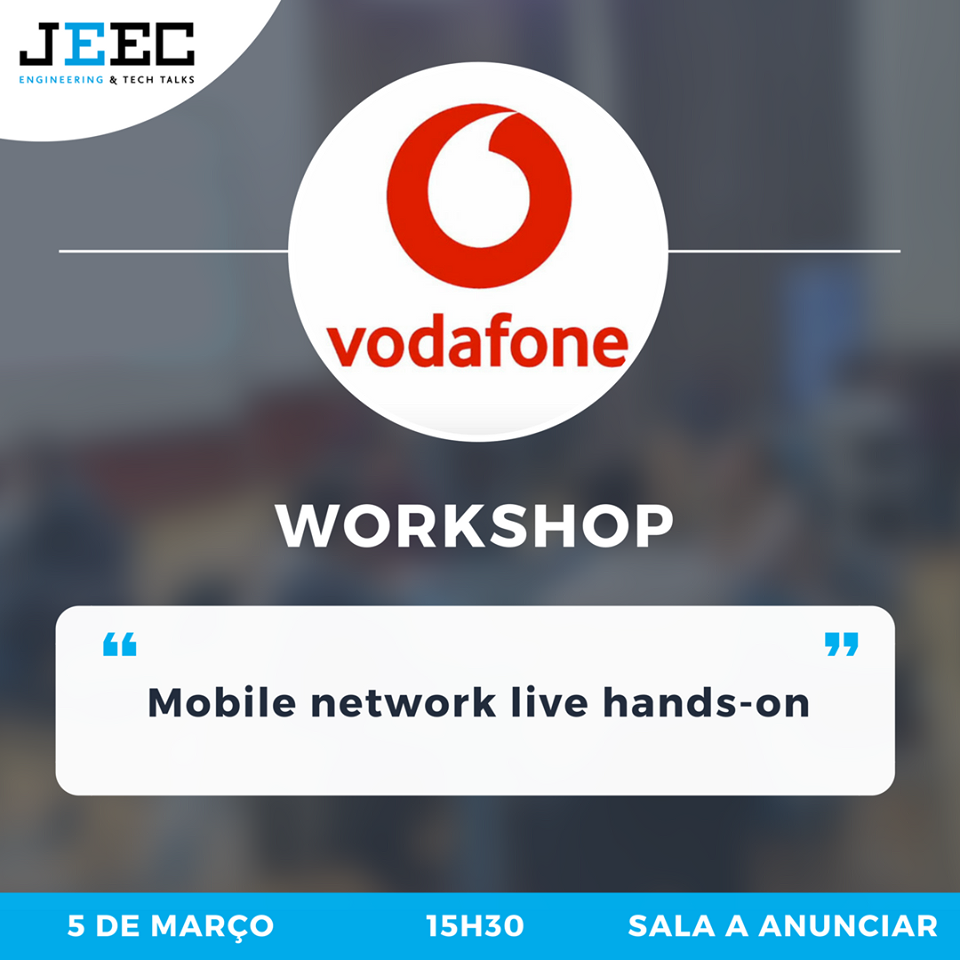 JEEC
ENGINEERING & TECH TALKS
vodafone
WORKSHOP
“ ”
Mobile network live hands-on
5 DE MARÇO 15H30 SALA A ANUNCIAR